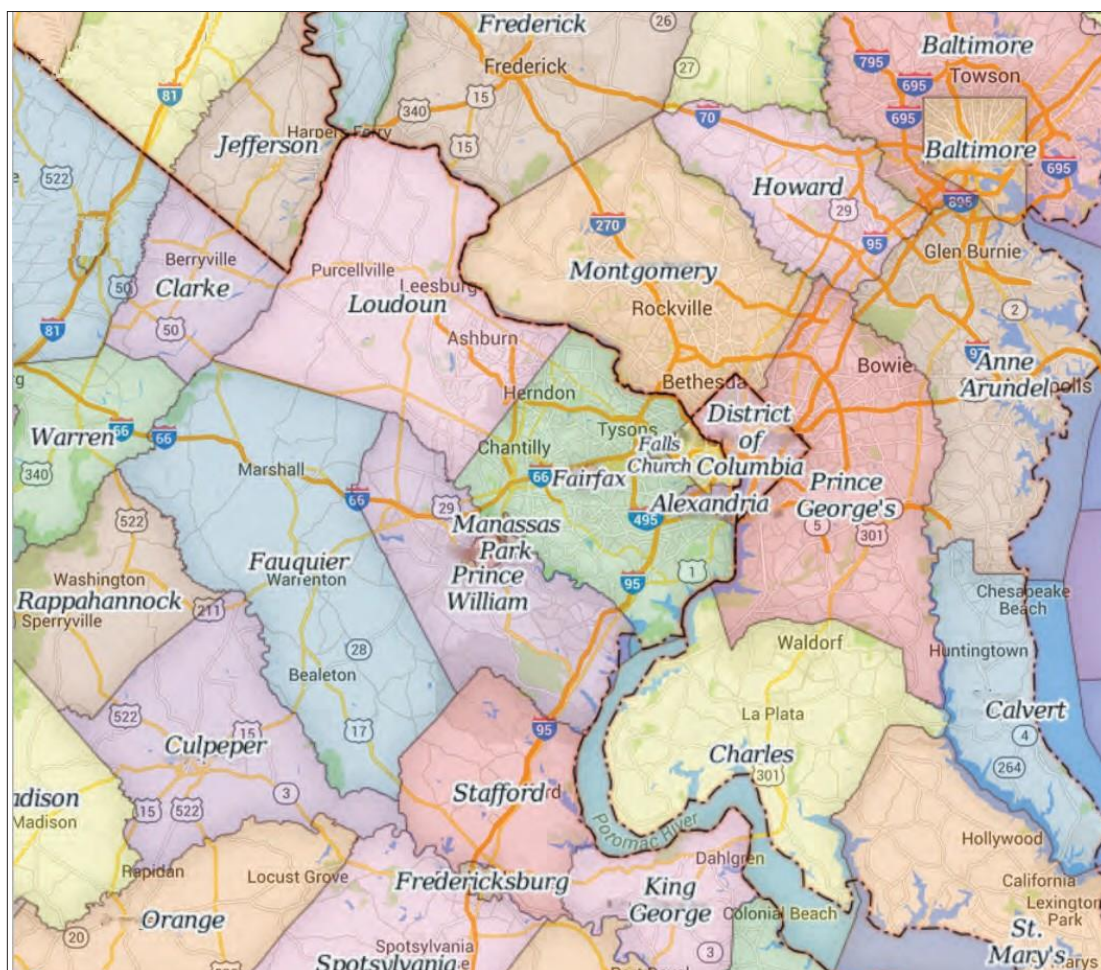 Frederick
26
Baltimore
795
695
Towson
Frederick
27
81
15
340
70
695
Jefferson
Harpers Ferry
15
Baltimore
695
522
Howard
895
29
270
95
Glen Burnie
Berryville
Purcellville
Montgomery
Clarke
50
Leesburg
Loudoun
Rockville
2
81
50
Ashburn
97
Bowie
Anne
Arundel
Bethesda
Herndon
District
of
Columbia
Warren
66
66
Tysons
Chantilly
Falls
Church
340
Marshall
66
Fairfax
Prince
George's
66
29
495
Alexandria
5
301
522
Manassas
Park
Fauquier
Warrenton
Prince
William
95
1
Washington
Rappahannock
Sperryville
211
Chesapeake
Beach
28
Waldorf
Huntingtown
Bealeton
522
15
17
95
La Plata
Calvert
4
Culpeper
Charles
301
264
3
Stafford
adison
Madison
15
522
Potomac River
Hollywood
Dahlgren
Rapidan
Locust Grove
Fredericksburg
King
George
California
Lexington
Park
Orange
Colonial Beach
20
Spotsylvania
3
St.
Mary's
Spotsylvania